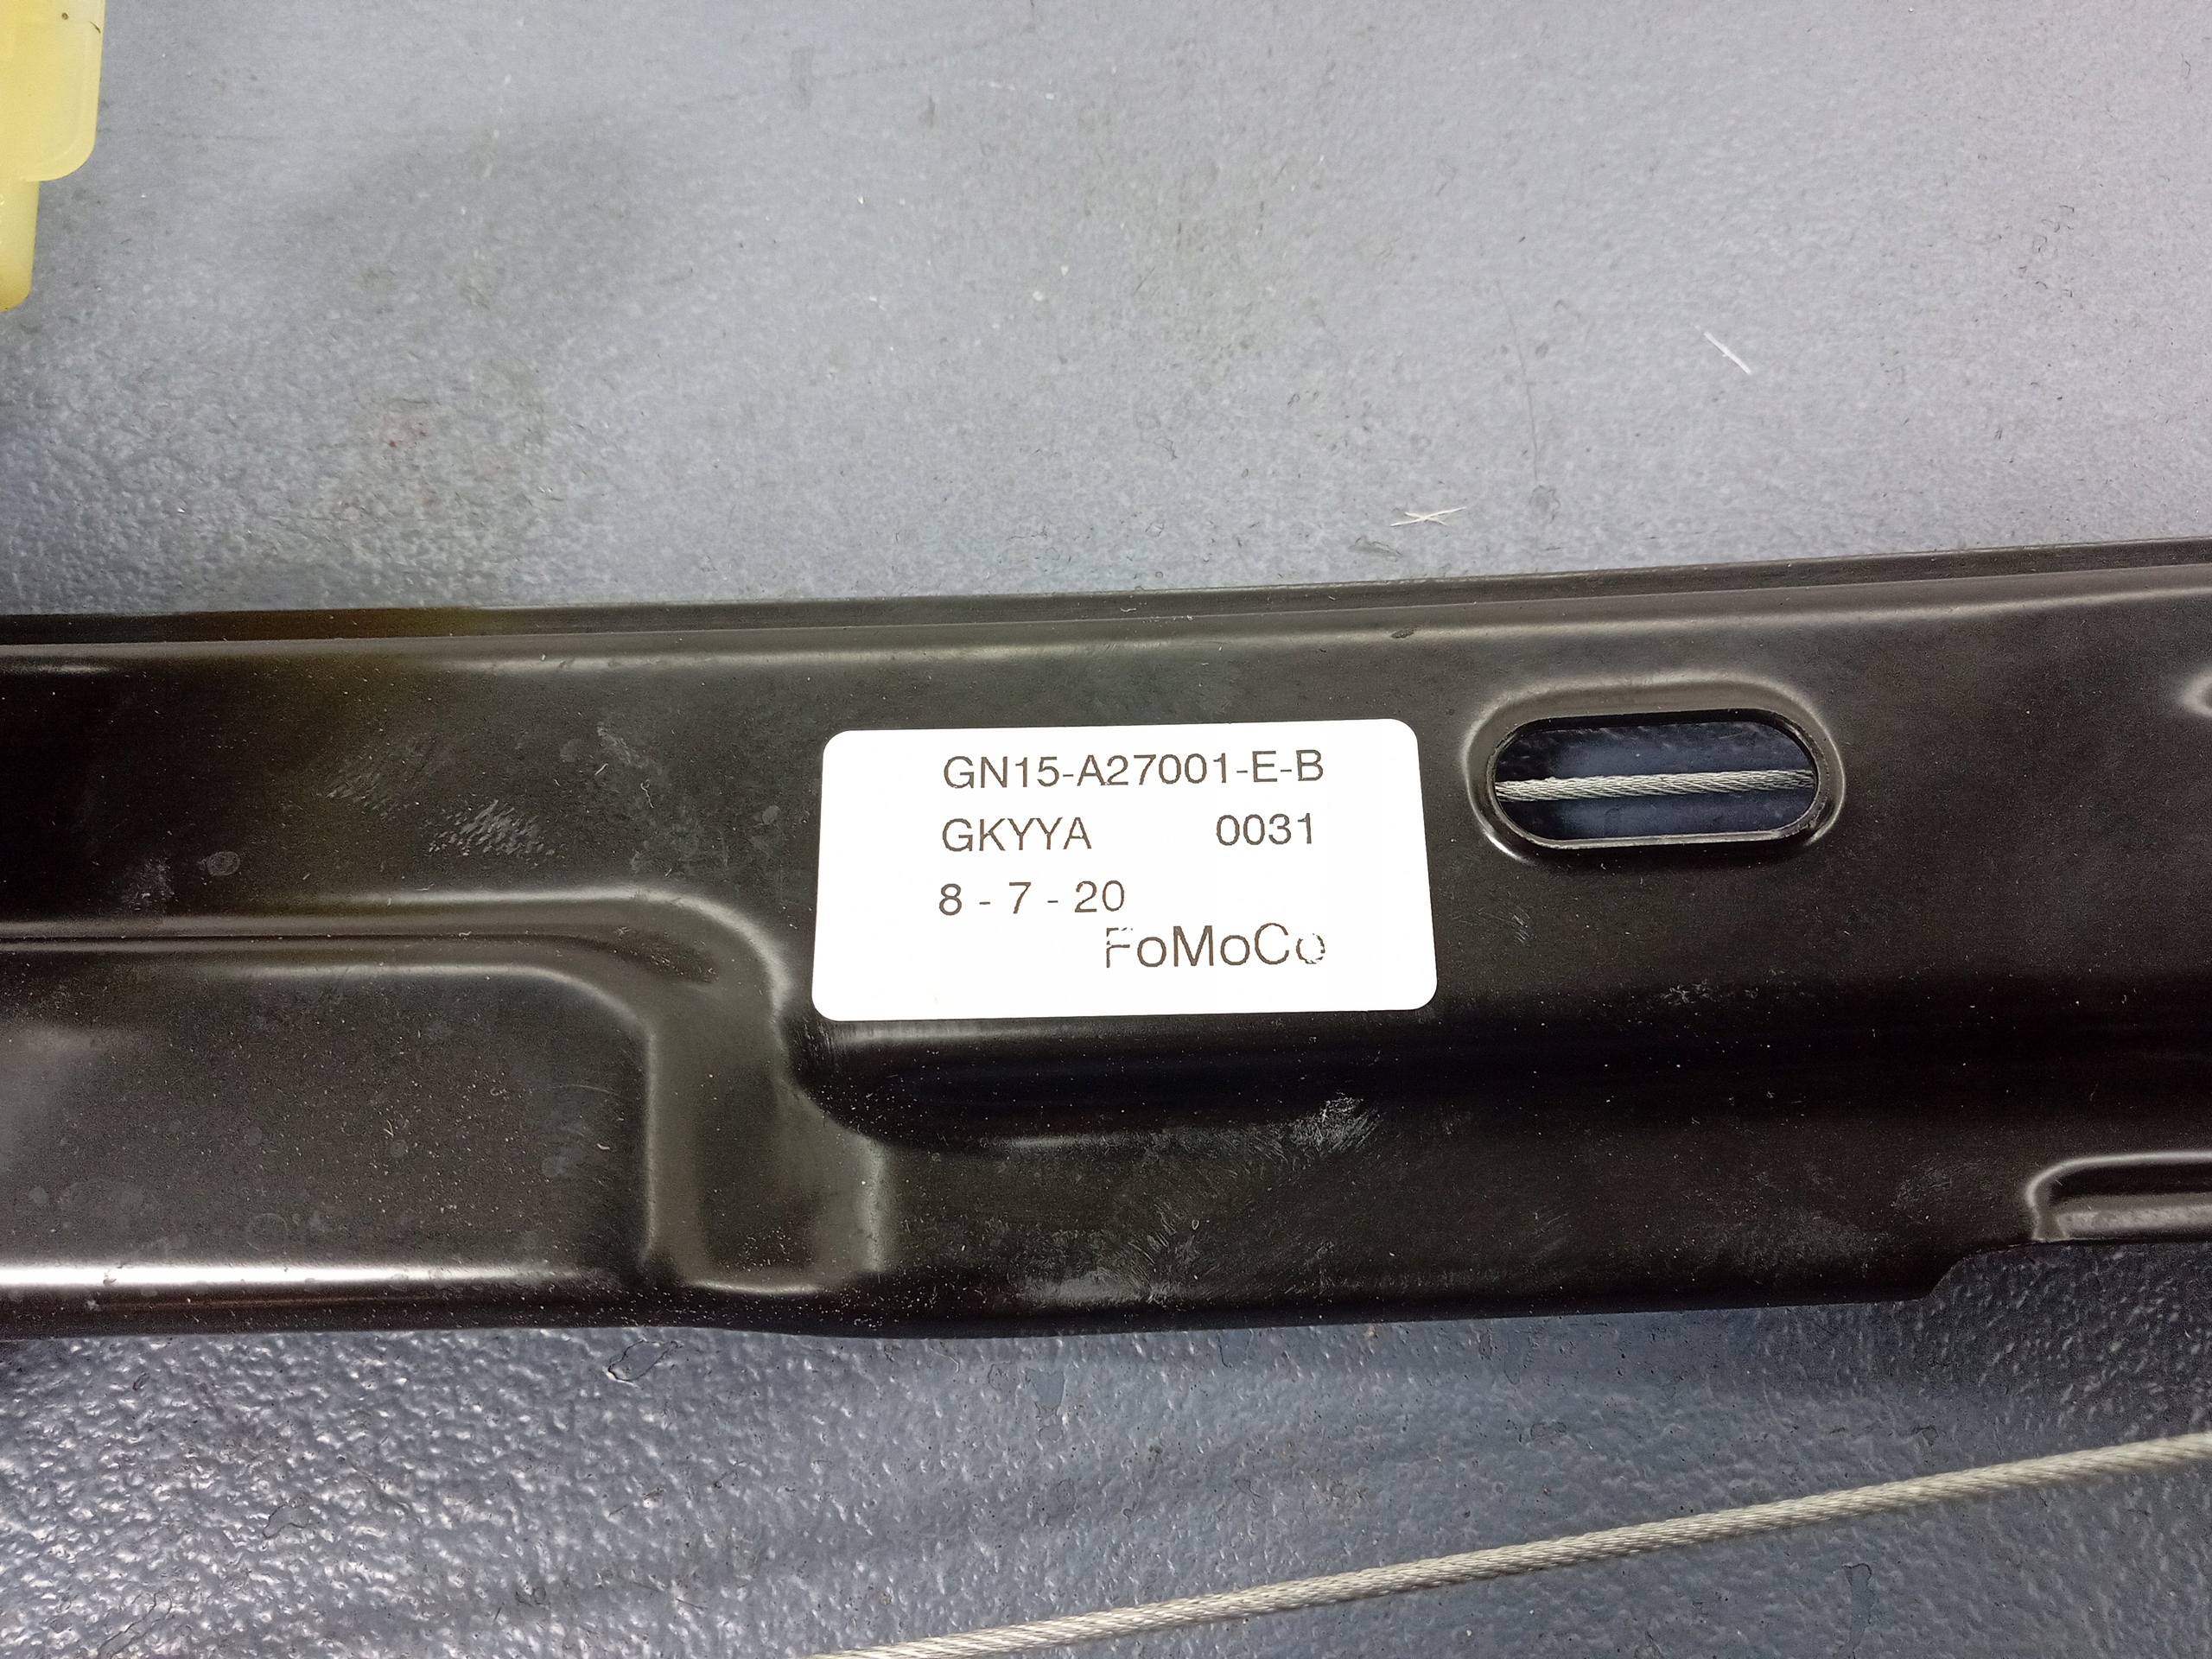 GN15-A27001-E-B
GKYYA 0031
8 - 7 - 20
FoMoCo